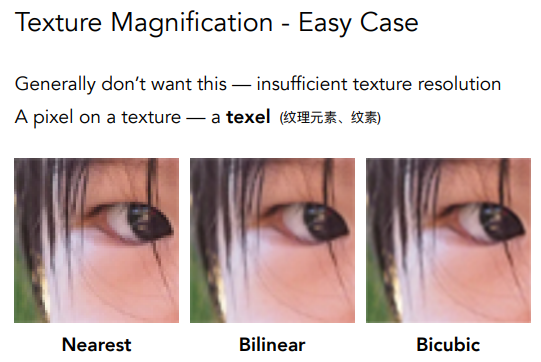 Texture Magnification - Easy Case
Generally don’t want this — insufficient texture resolution
A pixel on a texture — a texel (纹理元素、纹素)
Nearest
Bilinear
Bicubic